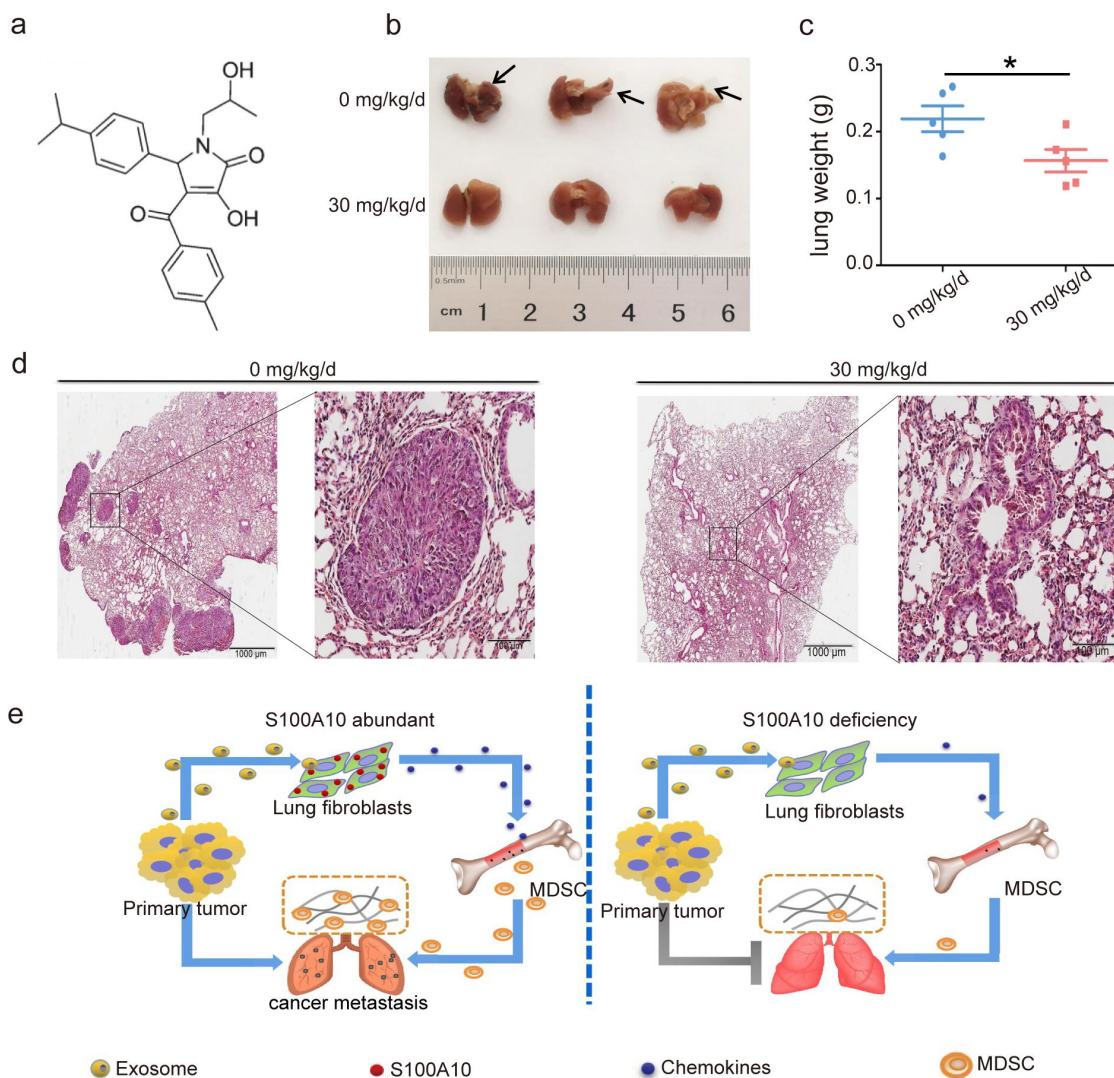 a
OH
N
O
O
OH
b
0 mg/kg/d
30 mg/kg/d
0.5mm
cm 1 2 3 4 5 6
c
*
lung weight (g)
0.3
0.2
0.1
0.0
0 mg/kg/d
30 mg/kg/d
d
0 mg/kg/d
30 mg/kg/d
1000 μm
100 μm
1000 μm
100 μm
e
S100A10 abundant
Lung fibroblasts
Primary tumor
MDSC
cancer metastasis
S100A10 deficiency
Lung fibroblasts
Primary tumor
MDSC
Exosome
S100A10
Chemokines
MDSC